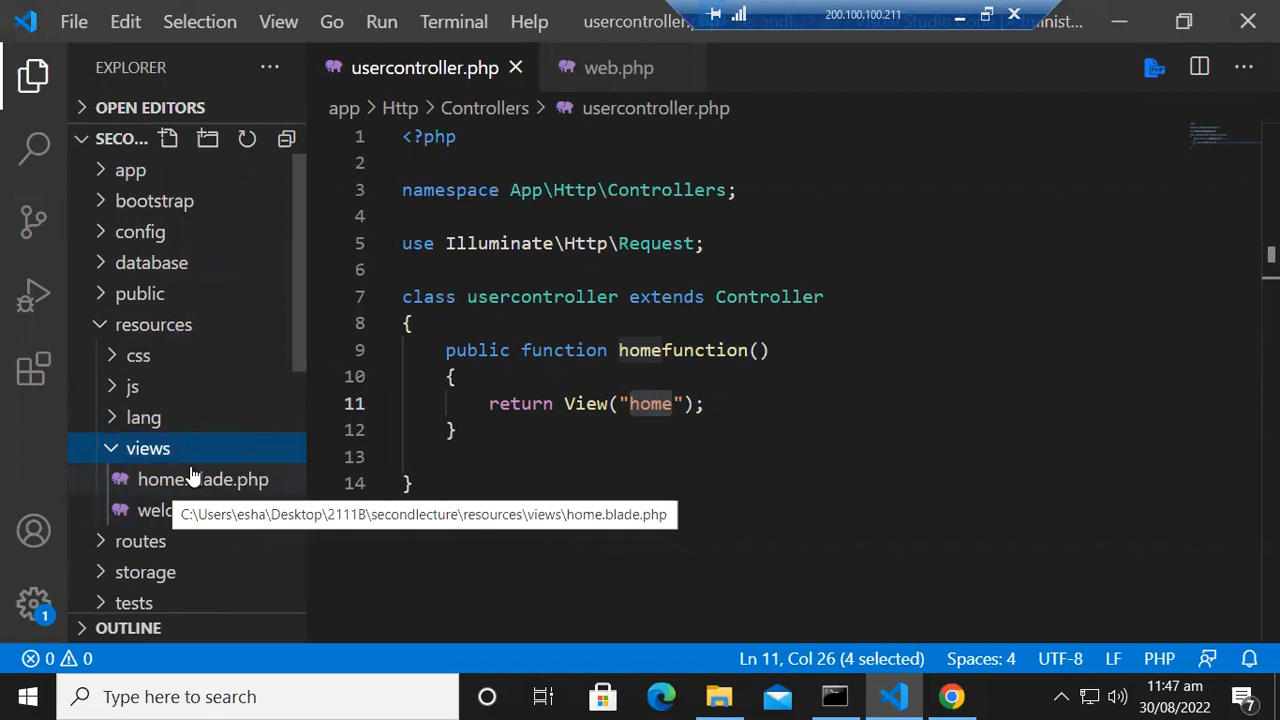 File Edit Selection View Go Run Terminal Help usercontroller.p 200.100.100.211 Administ...
EXPLORER ...
usercontroller.php web.php
OPEN EDITORS
app > Http > Controllers > usercontroller.php
SECO...
app
bootstrap
config
database
public
resources
css
js
lang
views
home.blade.php
welc
routes
storage
tests
OUTLINE
1 <?php
2
3 namespace App\Http\Controllers;
4
5 use Illuminate\Http\Request;
6
7 class usercontroller extends Controller
8 {
9 public function homefunction()
10 {
11 return View("home");
12 }
13
14 }
C:\Users\esha\Desktop\2111B\secondlecture\resources\views\home.blade.php
1
0 0 Ln 11, Col 26 (4 selected) Spaces: 4 UTF-8 LF PHP
Type here to search
11:47 am
30/08/2022
7